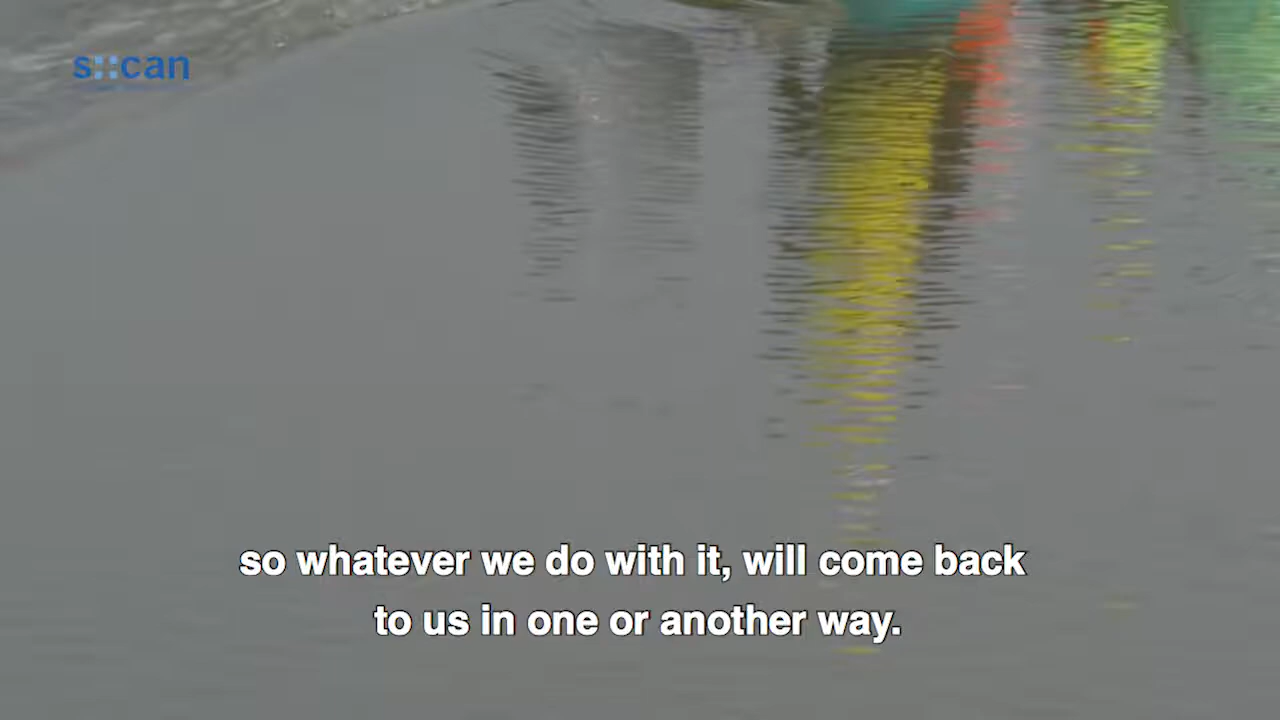 s::can
so whatever we do with it, will come back
to us in one or another way.